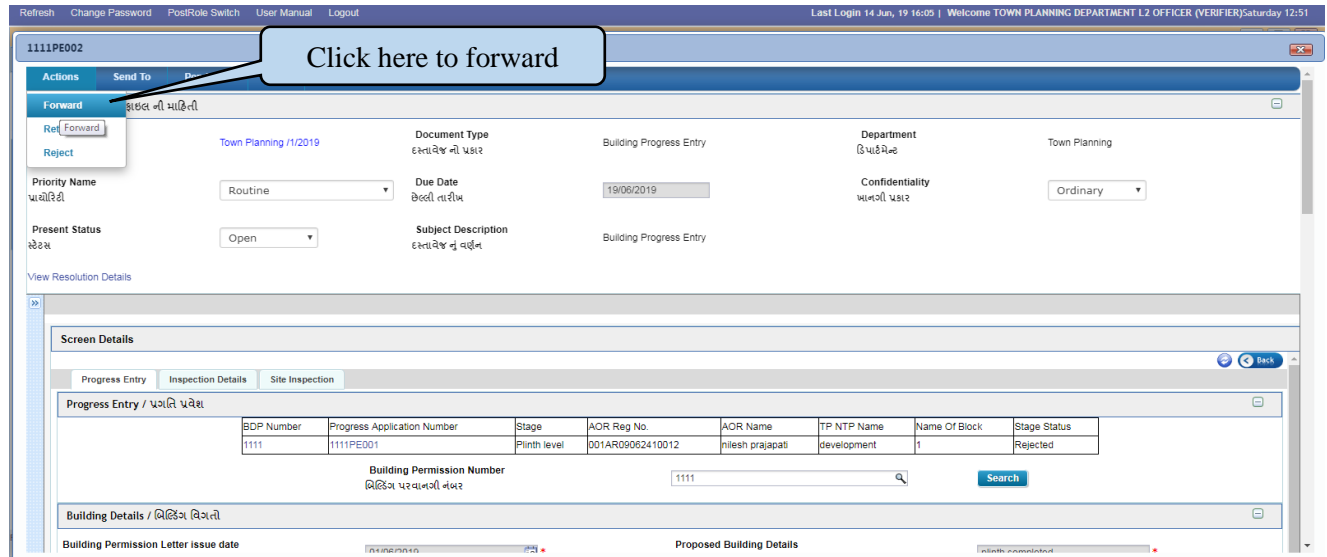 Refresh Change Password PostRole Switch User Manual Logout Last Login 14 Jun, 19 16:05 | Welcome TOWN PLANNING DEPARTMENT L2 OFFICER (VERIFIER)Saturday 12:51
1111PE002
Click here to forward
Actions Send To
Forward ફાઇલ ની માહિતી
Forward
Reject
Town Planning /1/2019 Document Type Building Progress Entry Department Town Planning
દસ્તાવેજ નો પ્રકાર ડિપાર્ટમેન્ટ
Priority Name Routine Due Date 19/06/2019 Confidentiality Ordinary
પ્રાયોરિટી છેલ્લી તારીખ ખાનગી પ્રકાર
Present Status Open Subject Description Building Progress Entry
સ્ટેટસ દસ્તાવેજ નું વર્ણન
View Resolution Details
Screen Details
Back
Progress Entry Inspection Details Site Inspection
Progress Entry / પ્રગતિ પ્રવેશ
BDP Number Progress Application Number Stage AOR Reg No. AOR Name TP NTP Name Name Of Block Stage Status
1111 1111PE001 Plinth level 001AR09062410012 nilesh prajapati development 1 Rejected
Building Permission Number 1111 Search
બિલ્ડિંગ પરવાનગી નંબર
Building Details / બિલ્ડિંગ વિગતો
Building Permission Letter issue date 01/06/2019 * Proposed Building Details plinth completed *